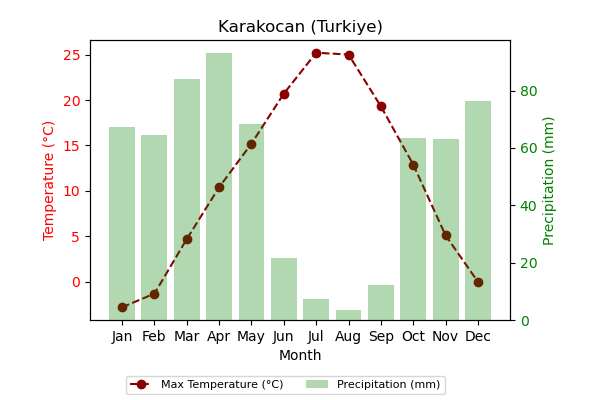 Karakocan (Turkiye)
25
20
15
10
5
0
Temperature (°C)
80
60
40
20
0
Precipitation (mm)
Jan Feb Mar Apr May Jun Jul Aug Sep Oct Nov Dec
Month
Max Temperature (°C) Precipitation (mm)